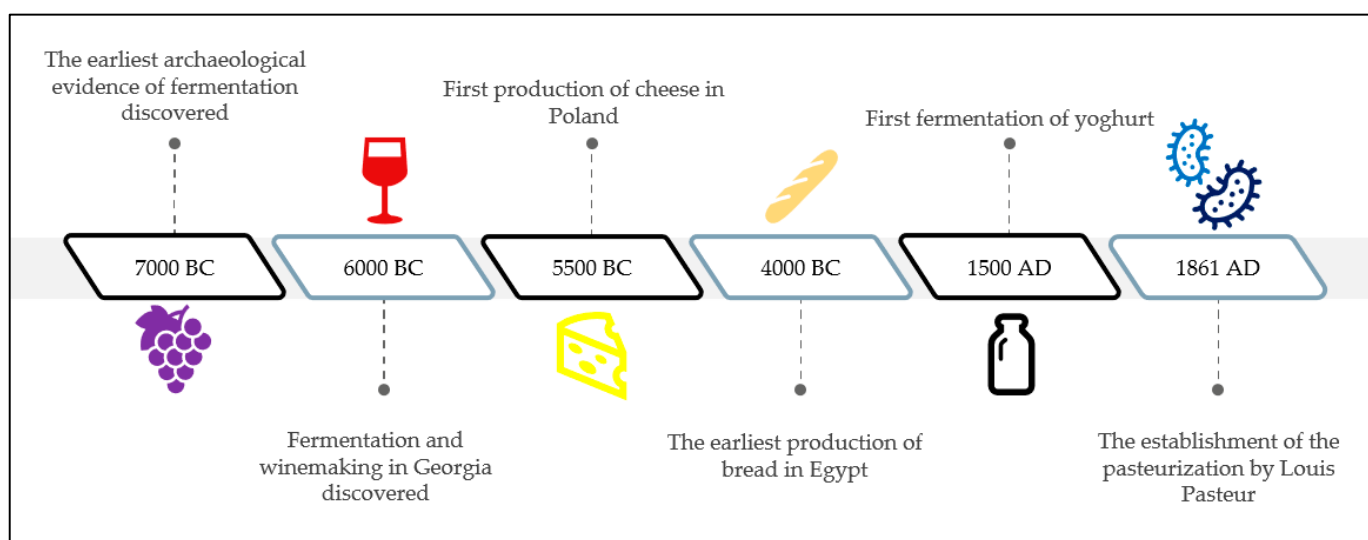 The earliest archaeological
evidence of fermentation
discovered
First production of cheese in
Poland
First fermentation of yoghurt
7000 BC
6000 BC
5500 BC
4000 BC
1500 AD
1861 AD
Fermentation and
winemaking in Georgia
discovered
The earliest production of
bread in Egypt
The establishment of the
pasteurization by Louis
Pasteur